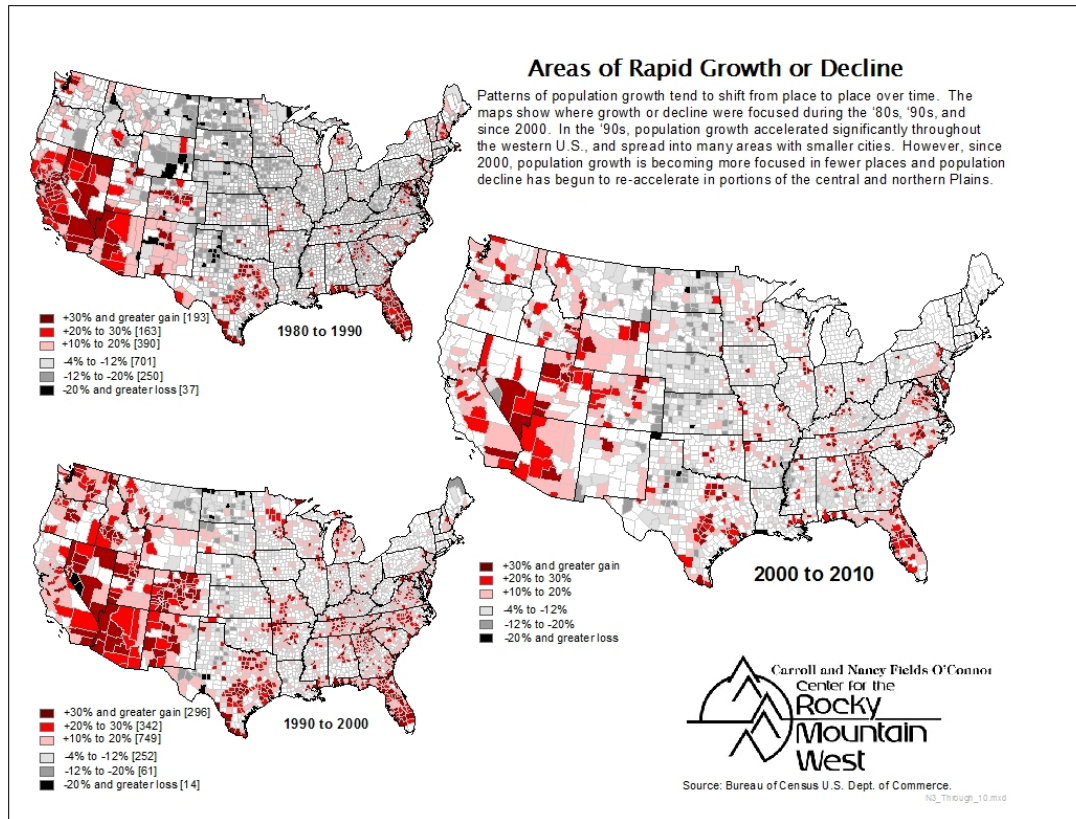 Areas of Rapid Growth or Decline
Patterns of population growth tend to shift from place to place over time. The
maps show where growth or decline were focused during the '80s, '90s, and
since 2000. In the '90s, population growth accelerated significantly throughout
the western U.S., and spread into many areas with smaller cities. However, since
2000, population growth is becoming more focused in fewer places and population
decline has begun to re-accelerate in portions of the central and northern Plains.
+30% and greater gain [193]
+20% to 30% [163]
+10% to 20% [390]
-4% to -12% [701]
-12% to -20% [250]
-20% and greater loss [37]
1980 to 1990
+30% and greater gain
+20% to 30%
+10% to 20%
-4% to -12%
-12% to -20%
-20% and greater loss
2000 to 2010
+30% and greater gain [296]
+20% to 30% [342]
+10% to 20% [749]
-4% to -12% [252]
-12% to -20% [61]
-20% and greater loss [14]
1990 to 2000
Carroll and Nancy Fields O'Connor
Center for the
Rocky
Mountain
West
Source: Bureau of Census U.S. Dept. of Commerce.
N3_Through_10.mxd